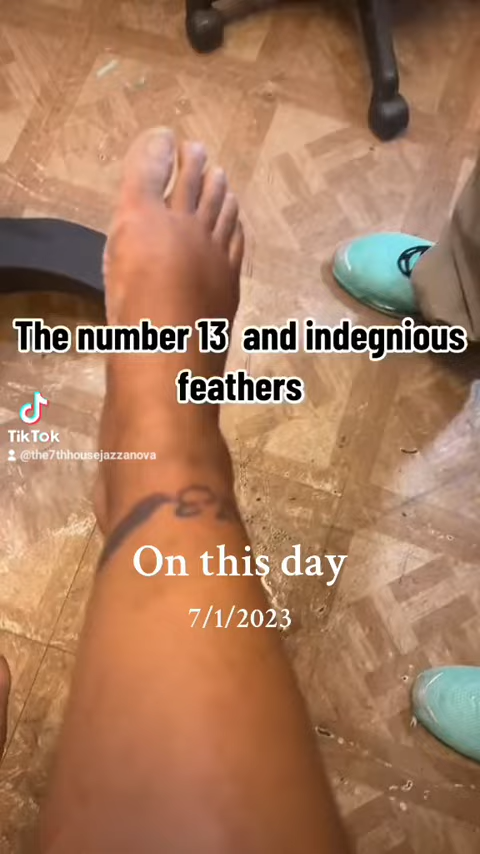 The number 13 and indegnious
feathers
TikTok
@the7thhousejazzanova
On this day
7/1/2023